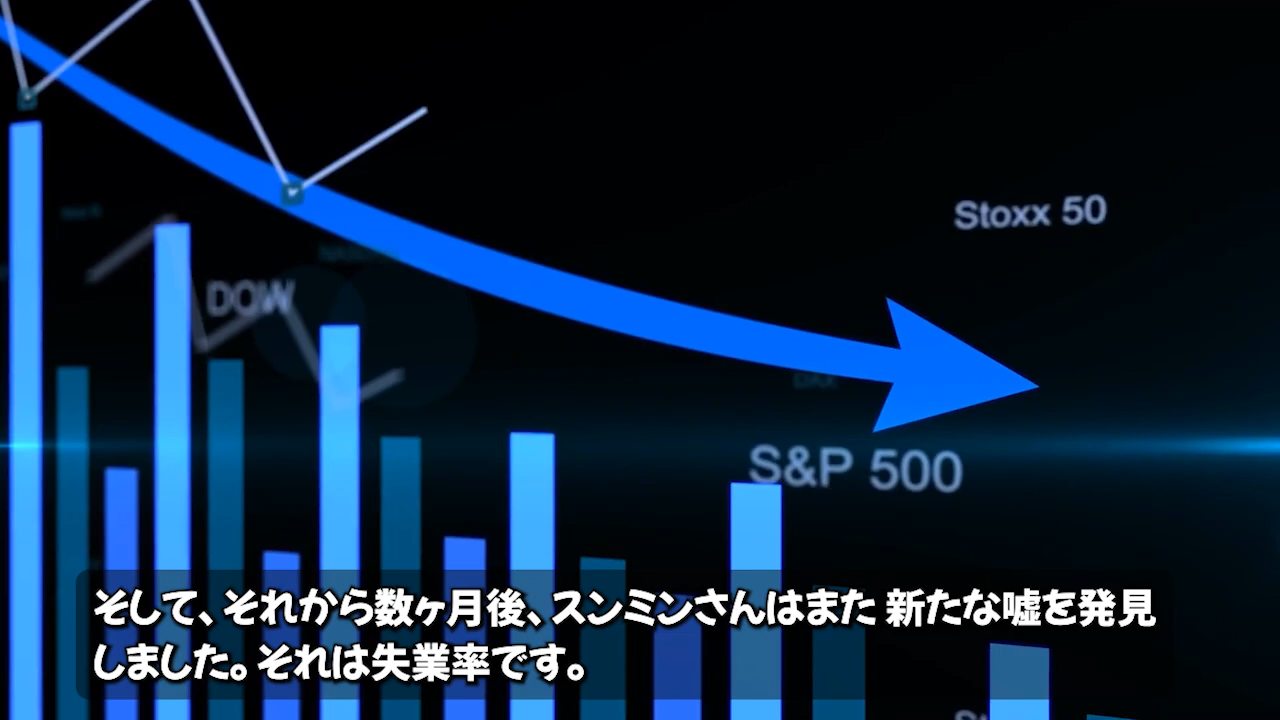 Stoxx 50
DOW
DAX
S&P 500
そして、それから数ヶ月後、スンミンさんはまた 新たな嘘を発見
しました。それは失業率です。